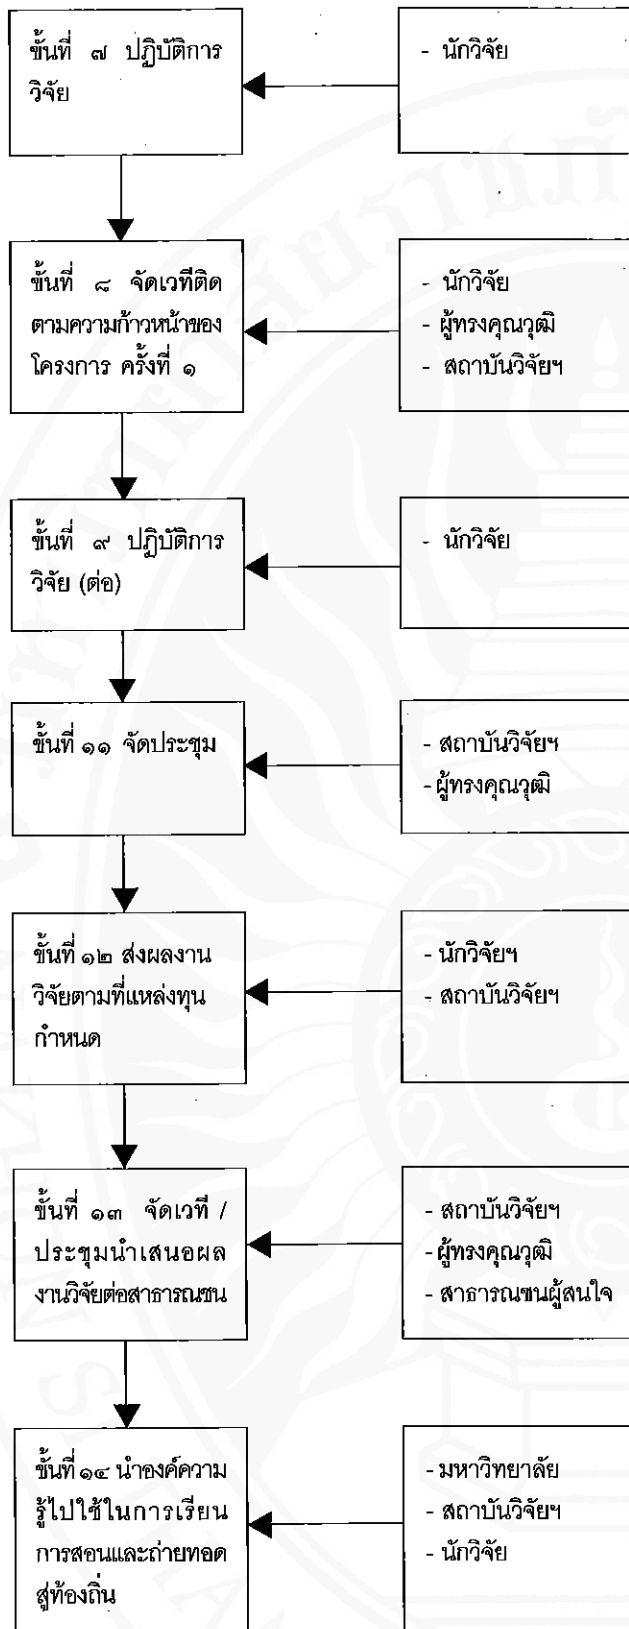 ขั้นที่ ๗ ปฏิบัติการ
วิจัย
- นักวิจัย
ขั้นที่ ๘ จัดเวทีติด
ตามความก้าวหน้าของ
โครงการ ครั้งที่ ๑
- นักวิจัย
- ผู้ทรงคุณวุฒิ
- สถาบันวิจัยฯ
ขั้นที่ ๙ ปฏิบัติการ
วิจัย (ต่อ)
- นักวิจัย
ขั้นที่ ๑๑ จัดประชุม
- สถาบันวิจัยฯ
- ผู้ทรงคุณวุฒิ
ขั้นที่ ๑๒ ส่งผลงาน
วิจัยตามที่แหล่งทุน
กำหนด
- นักวิจัยฯ
- สถาบันวิจัยฯ
ขั้นที่ ๑๓ จัดเวที /
ประชุมนำเสนอผล
งานวิจัยต่อสาธารณชน
- สถาบันวิจัยฯ
- ผู้ทรงคุณวุฒิ
- สาธารณชนผู้สนใจ
ขั้นที่ ๑๔ นำองค์ความ
รู้ไปใช้ในการเรียน
การสอนและถ่ายทอด
สู่ท้องถิ่น
- มหาวิทยาลัย
- สถาบันวิจัยฯ
- นักวิจัย